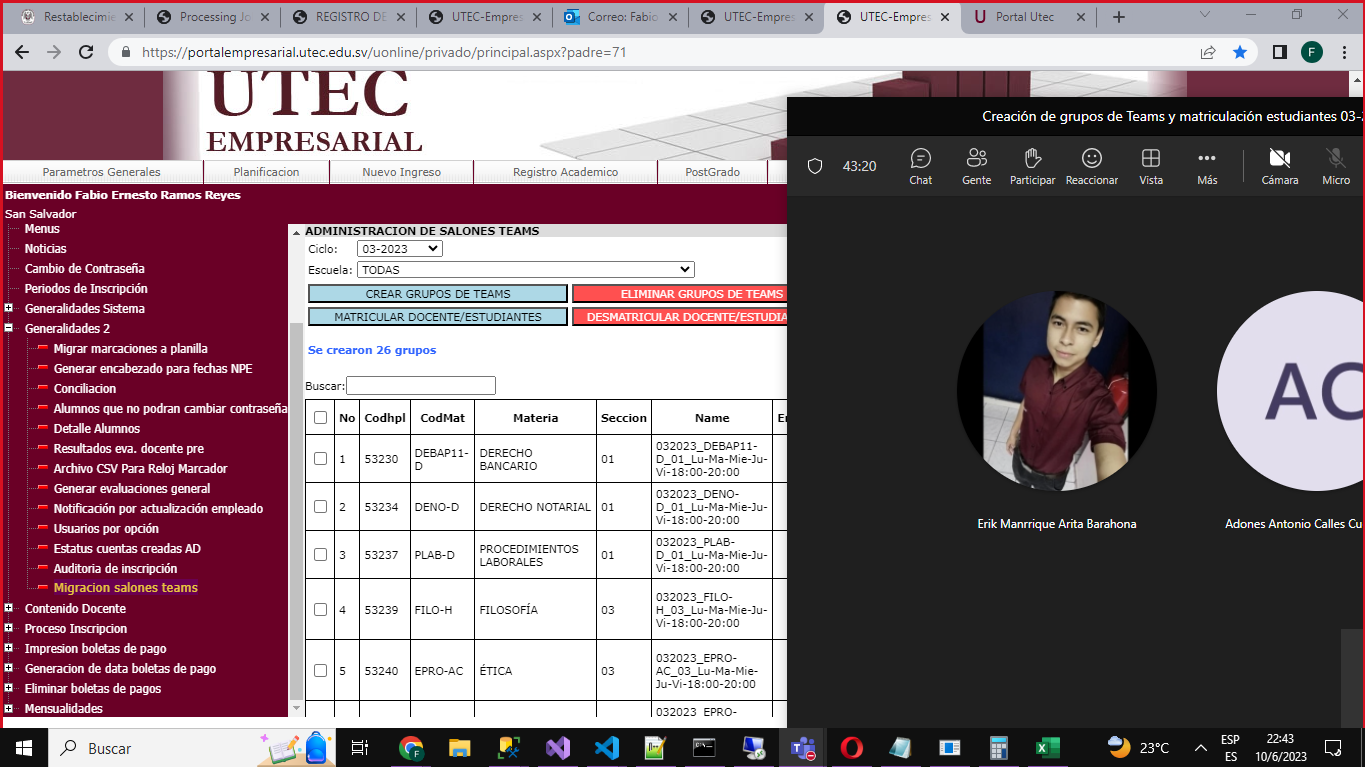 Restablecimie
Processing Jo
REGISTRO DE
UTEC-Empres
Correo: Fabio
UTEC-Empres
UTEC-Empres
Portal Utec
https://portalempresarial.utec.edu.sv/uonline/privado/principal.aspx?padre=71
F
UTEC
EMPRESARIAL
Parametros Generales
Planificacion
Nuevo Ingreso
Registro Academico
PostGrado
Bienvenido Fabio Ernesto Ramos Reyes
San Salvador
Menus
Noticias
Cambio de Contraseña
Periodos de Inscripción
Generalidades Sistema
Generalidades 2
Migrar marcaciones a planilla
Generar encabezado para fechas NPE
Conciliacion
Alumnos que no podran cambiar contraseña
Detalle Alumnos
Resultados eva. docente pre
Archivo CSV Para Reloj Marcador
Generar evaluaciones general
Notificación por actualización empleado
Usuarios por opción
Estatus cuentas creadas AD
Auditoria de inscripción
Migracion salones teams
Contenido Docente
Proceso Inscripcion
Impresion boletas de pago
Generacion de data boletas de pago
Eliminar boletas de pagos
Mensualidades
ADMINISTRACION DE SALONES TEAMS
Ciclo: 03-2023
Escuela: TODAS
CREAR GRUPOS DE TEAMS
ELIMINAR GRUPOS DE TEAMS
MATRICULAR DOCENTE/ESTUDIANTES
DESMATRICULAR DOCENTE/ESTUDIA
Se crearon 26 grupos
Buscar:
No Codhpl CodMat Materia Seccion Name
1 53230 DEBAP11-D DERECHO BANCARIO 01 032023_DEBAP11-D_01_Lu-Ma-Mie-Ju-Vi-18:00-20:00
2 53234 DENO-D DERECHO NOTARIAL 01 032023_DENO-D_01_Lu-Ma-Mie-Ju-Vi-18:00-20:00
3 53237 PLAB-D PROCEDIMIENTOS LABORALES 01 032023_PLAB-D_01_Lu-Ma-Mie-Ju-Vi-18:00-20:00
4 53239 FILO-H FILOSOFÍA 03 032023_FILO-H_03_Lu-Ma-Mie-Ju-Vi-18:00-20:00
5 53240 EPRO-AC ÉTICA 03 032023_EPRO-AC_03_Lu-Ma-Mie-Ju-Vi-18:00-20:00
032023_EPRO-
Creación de grupos de Teams y matriculación estudiantes 03-
43:20
Chat
Gente
Participar
Reaccionar
Vista
Más
Cámara
Micro
AC
Erik Manrrique Arita Barahona
Adones Antonio Calles Cu
Buscar
23°C
ESP
ES
22:43
10/6/2023